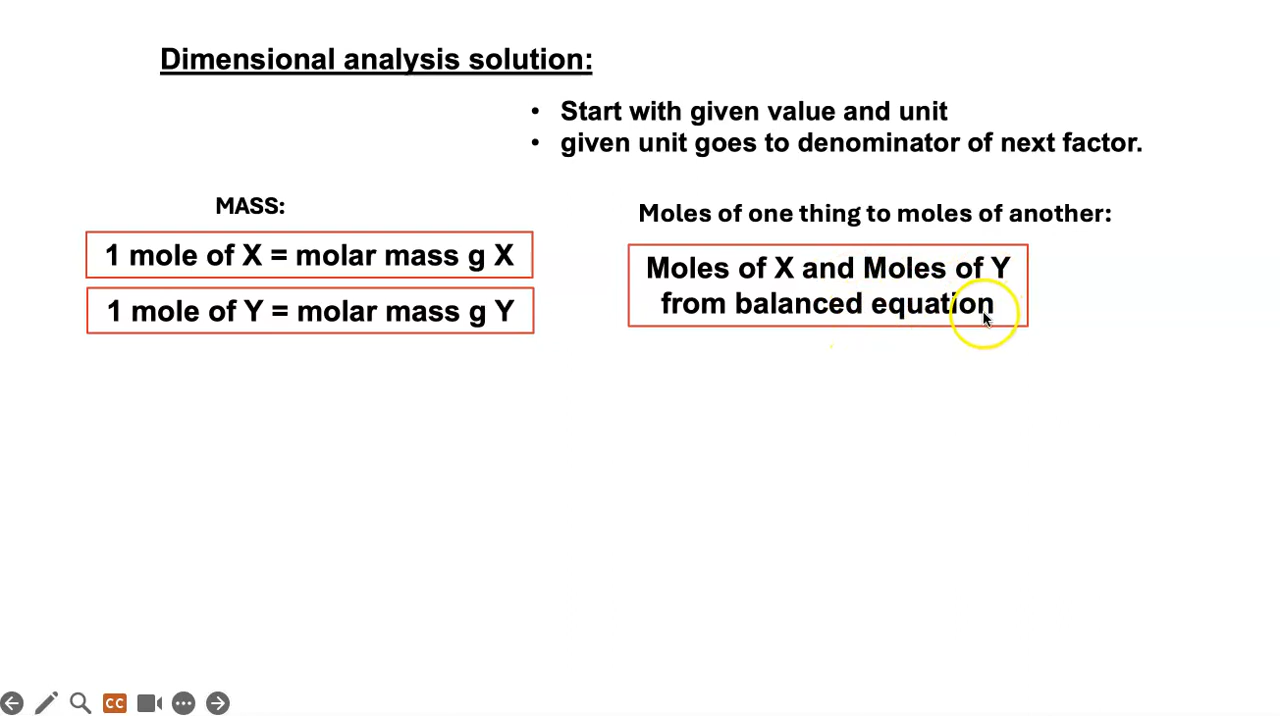 Dimensional analysis solution:
• Start with given value and unit
• given unit goes to denominator of next factor.
MASS:
1 mole of X = molar mass g X
1 mole of Y = molar mass g Y
Moles of one thing to moles of another:
Moles of X and Moles of Y
from balanced equation
CC